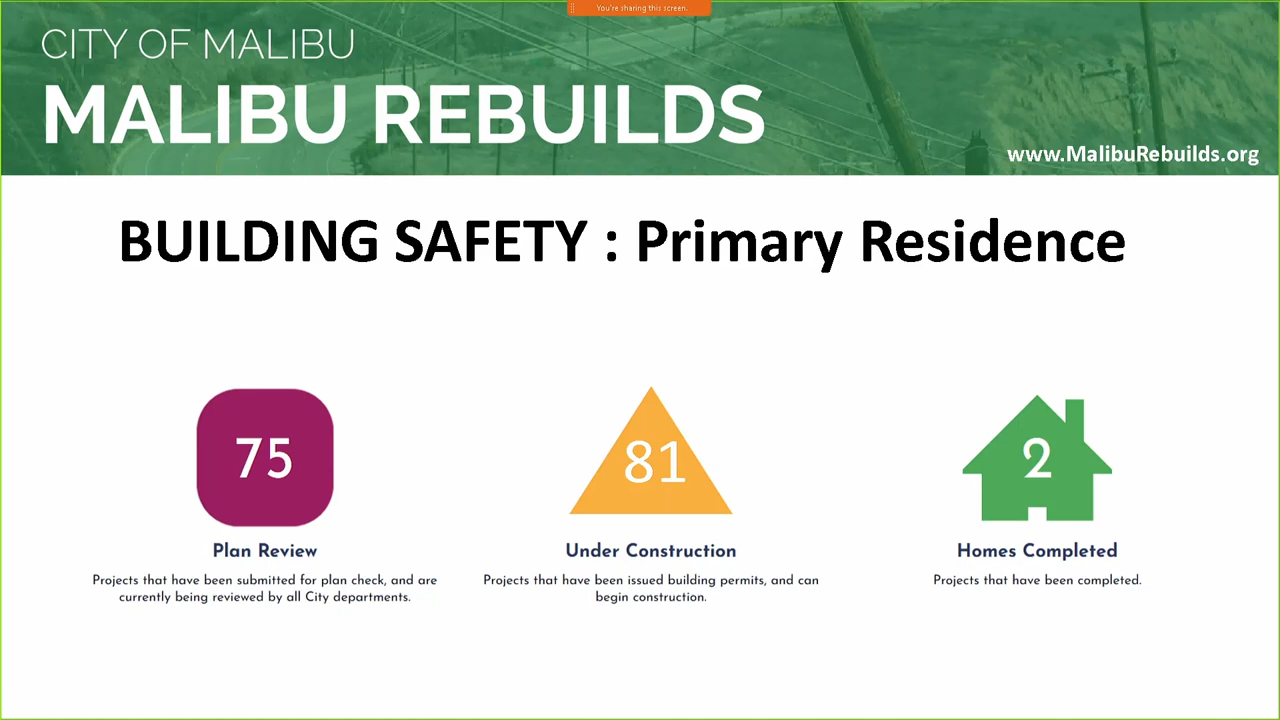 You're sharing this screen.
CITY OF MALIBU
MALIBU REBUILDS
www.MalibuRebuilds.org
BUILDING SAFETY : Primary Residence
75
81
2
Plan Review
Under Construction
Homes Completed
Projects that have been submitted for plan check, and are
currently being reviewed by all City departments.
Projects that have been issued building permits, and can
begin construction.
Projects that have been completed.